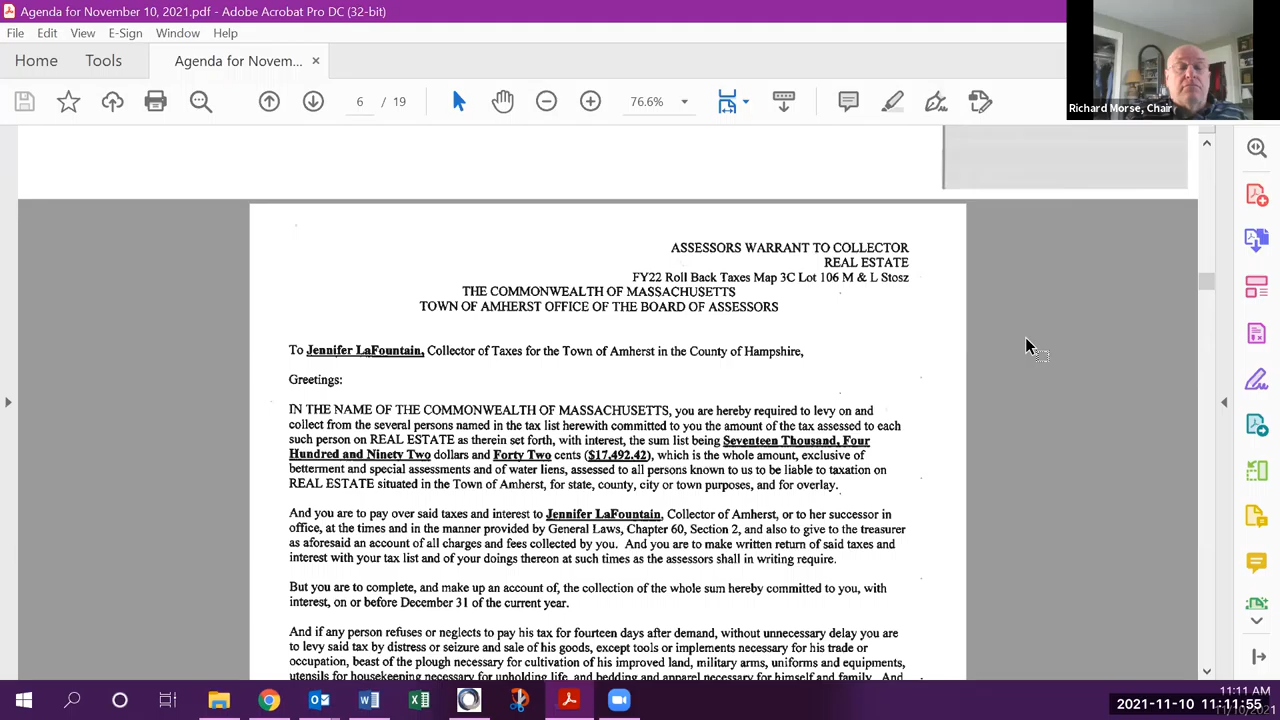 Agenda for November 10, 2021.pdf - Adobe Acrobat Pro DC (32-bit)
File Edit View E-Sign Window Help
Home Tools Agenda for Novem... ×
6 / 19 76.6%
Richard Morse, Chair
ASSESSORS WARRANT TO COLLECTOR
REAL ESTATE
FY22 Roll Back Taxes Map 3C Lot 106 M & L Stosz
THE COMMONWEALTH OF MASSACHUSETTS
TOWN OF AMHERST OFFICE OF THE BOARD OF ASSESSORS
To Jennifer LaFountain, Collector of Taxes for the Town of Amherst in the County of Hampshire,
Greetings:
IN THE NAME OF THE COMMONWEALTH OF MASSACHUSETTS, you are hereby required to levy on and
collect from the several persons named in the tax list herewith committed to you the amount of the tax assessed to each
such person on REAL ESTATE as therein set forth, with interest, the sum list being Seventeen Thousand, Four
Hundred and Ninety Two dollars and Forty Two cents ($17,492.42), which is the whole amount, exclusive of
betterment and special assessments and of water liens, assessed to all persons known to us to be liable to taxation on
REAL ESTATE situated in the Town of Amherst, for state, county, city or town purposes, and for overlay.
And you are to pay over said taxes and interest to Jennifer LaFountain, Collector of Amherst, or to her successor in
office, at the times and in the manner provided by General Laws, Chapter 60, Section 2, and also to give to the treasurer
as aforesaid an account of all charges and fees collected by you. And you are to make written return of said taxes and
interest with your tax list and of your doings thereon at such times as the assessors shall in writing require.
But you are to complete, and make up an account of, the collection of the whole sum hereby committed to you, with
interest, on or before December 31 of the current year.
And if any person refuses or neglects to pay his tax for fourteen days after demand, without unnecessary delay you are
to levy said tax by distress or seizure and sale of his goods, except tools or implements necessary for his trade or
occupation, beast of the plough necessary for cultivation of his improved land, military arms, uniforms and equipments,
utensils for housekeeping necessary for upholding life, and bedding and apparel necessary for himself and family. And
11:11 AM
2021-11-10 11:11:55